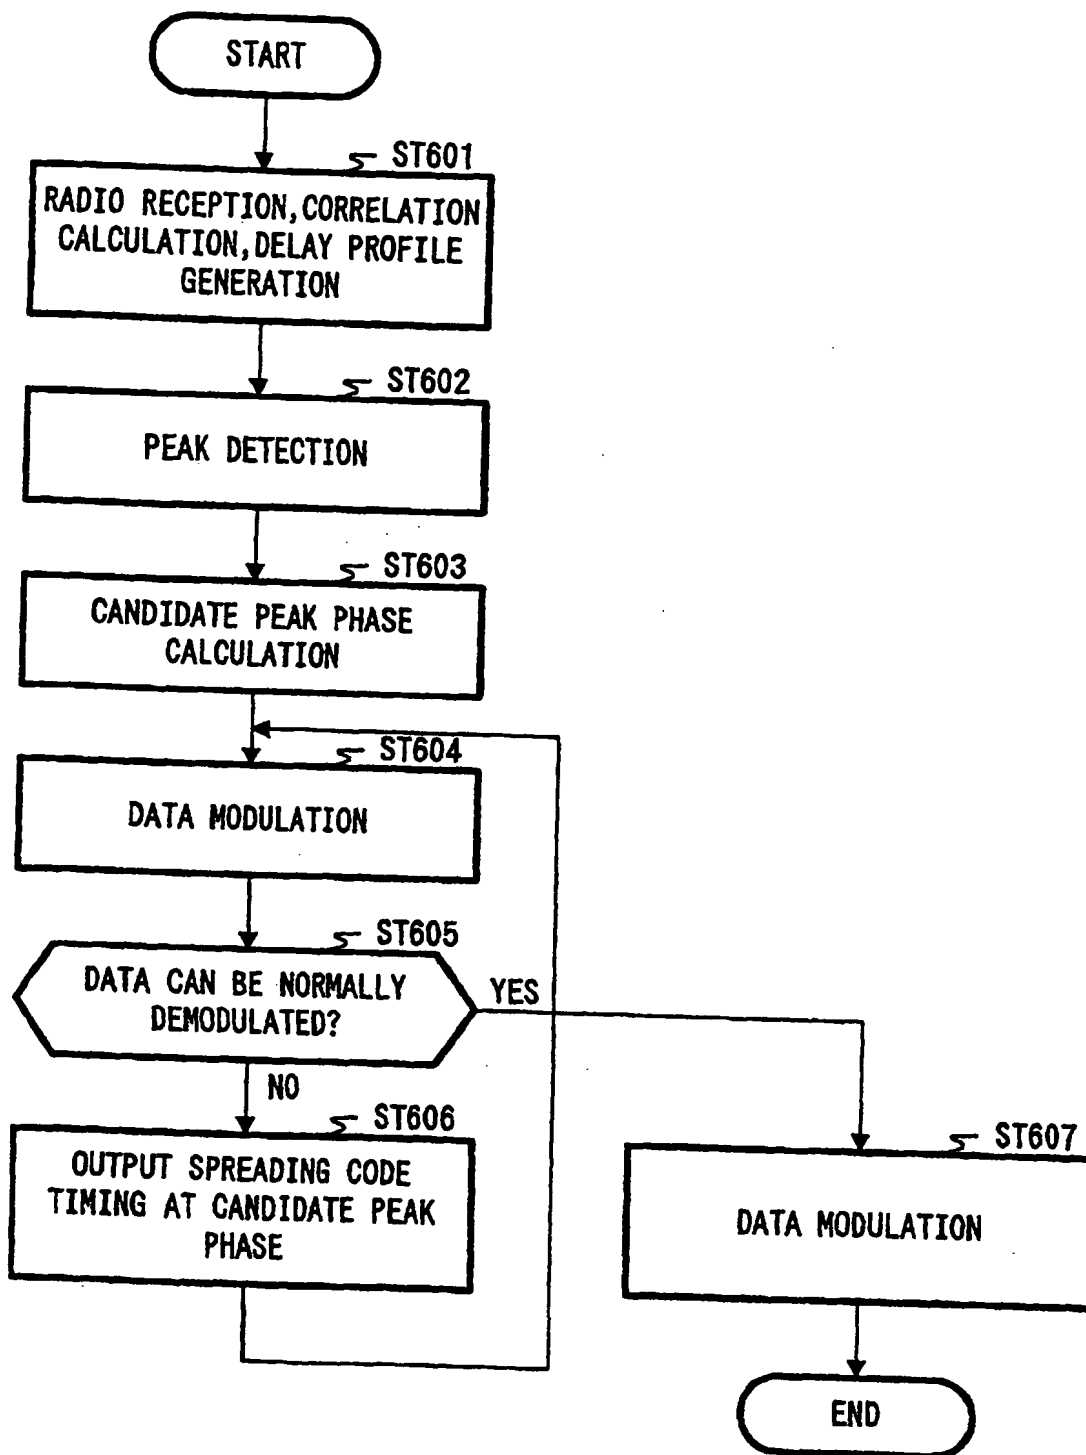 START
ST601
RADIO RECEPTION,CORRELATION
CALCULATION,DELAY PROFILE
GENERATION
ST602
PEAK DETECTION
ST603
CANDIDATE PEAK PHASE
CALCULATION
ST604
DATA MODULATION
ST605
DATA CAN BE NORMALLY
DEMODULATED?
YES
NO
ST606
OUTPUT SPREADING CODE
TIMING AT CANDIDATE PEAK
PHASE
ST607
DATA MODULATION
END